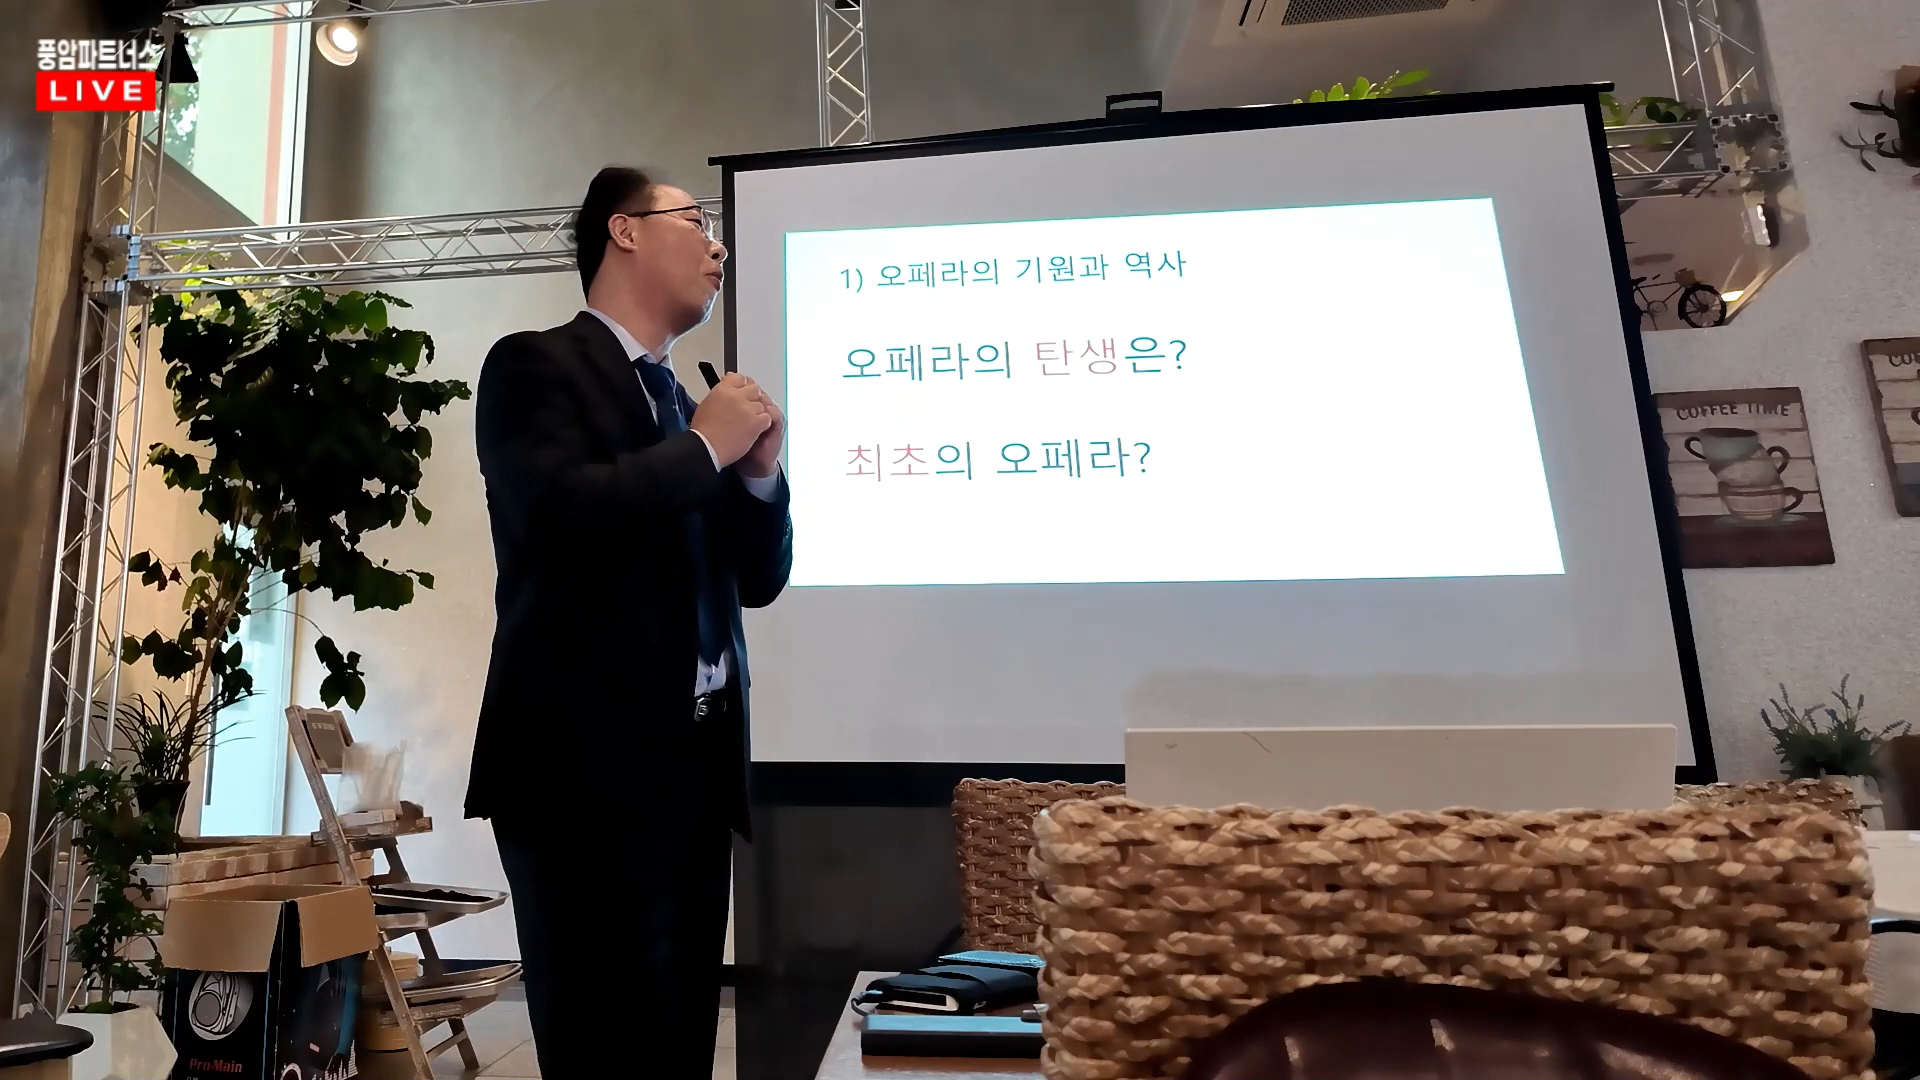 풍암파트너스
LIVE
1) 오페라의 기원과 역사
오페라의 탄생은?
최초의 오페라?
COFFEE TIME
Pro-Main